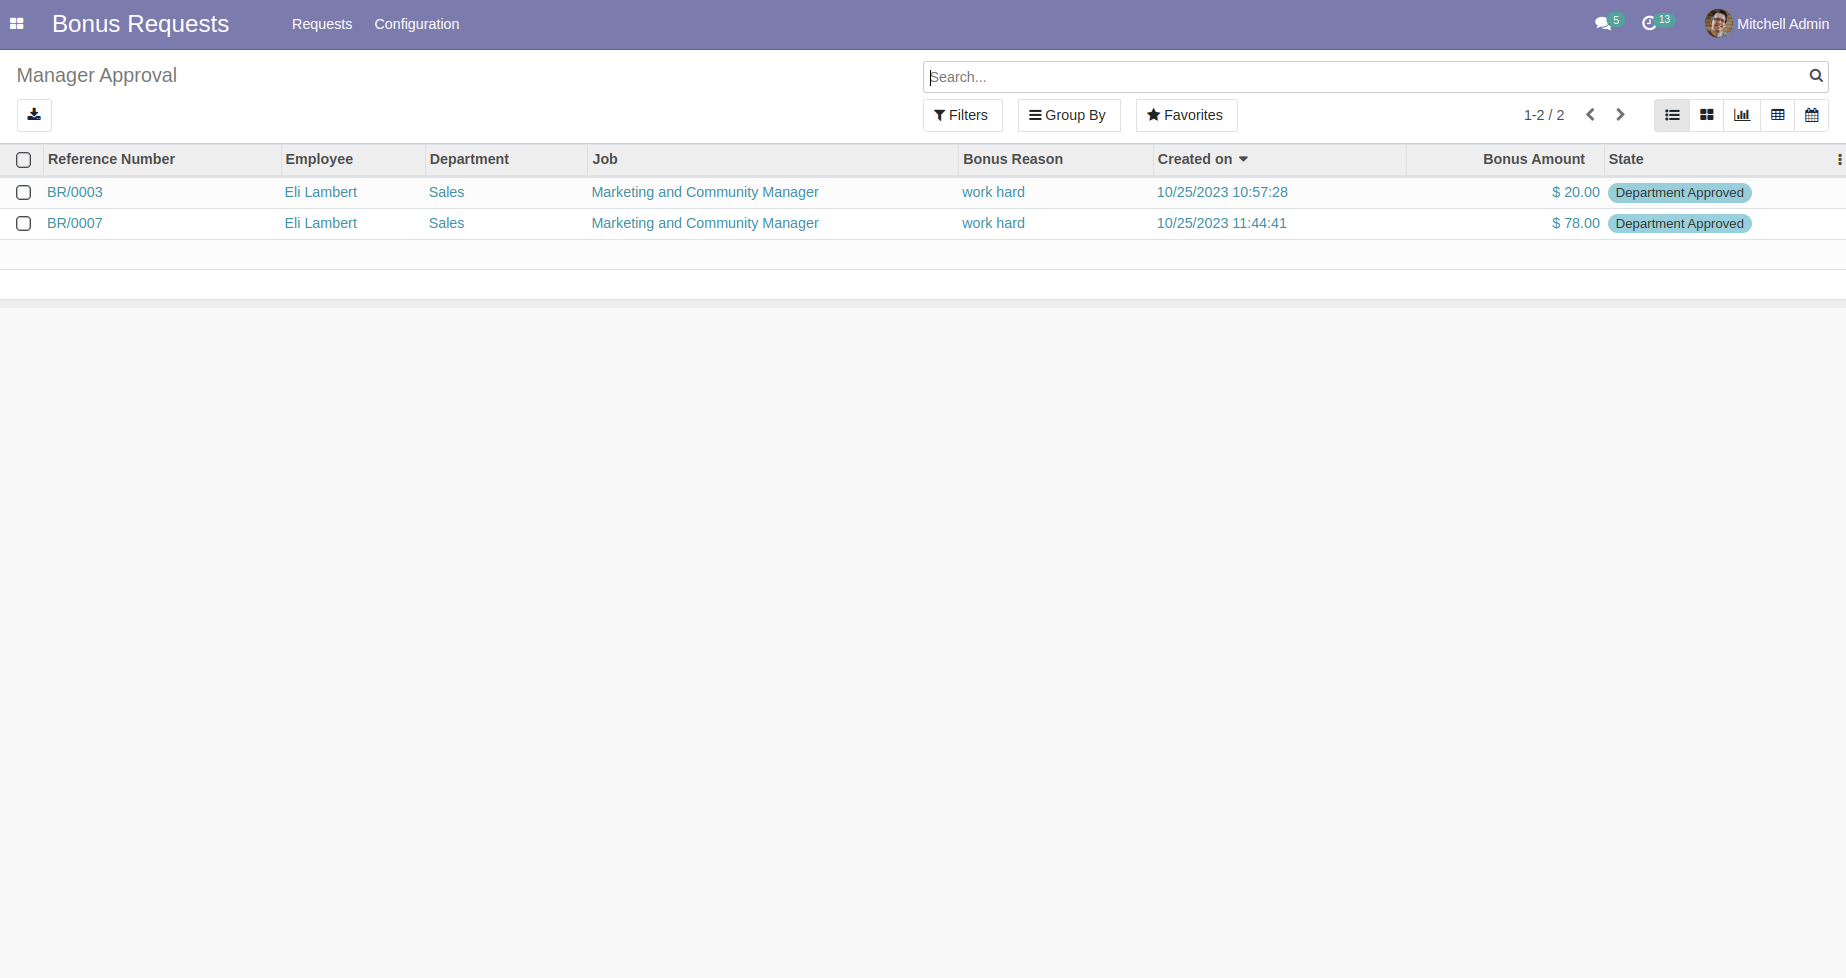 Bonus Requests Requests Configuration 5 13 Mitchell Admin
Manager Approval Search...
Filters Group By Favorites 1-2 / 2
Reference Number Employee Department Job Bonus Reason Created on Bonus Amount State
BR/0003 Eli Lambert Sales Marketing and Community Manager work hard 10/25/2023 10:57:28 $ 20.00 Department Approved
BR/0007 Eli Lambert Sales Marketing and Community Manager work hard 10/25/2023 11:44:41 $ 78.00 Department Approved